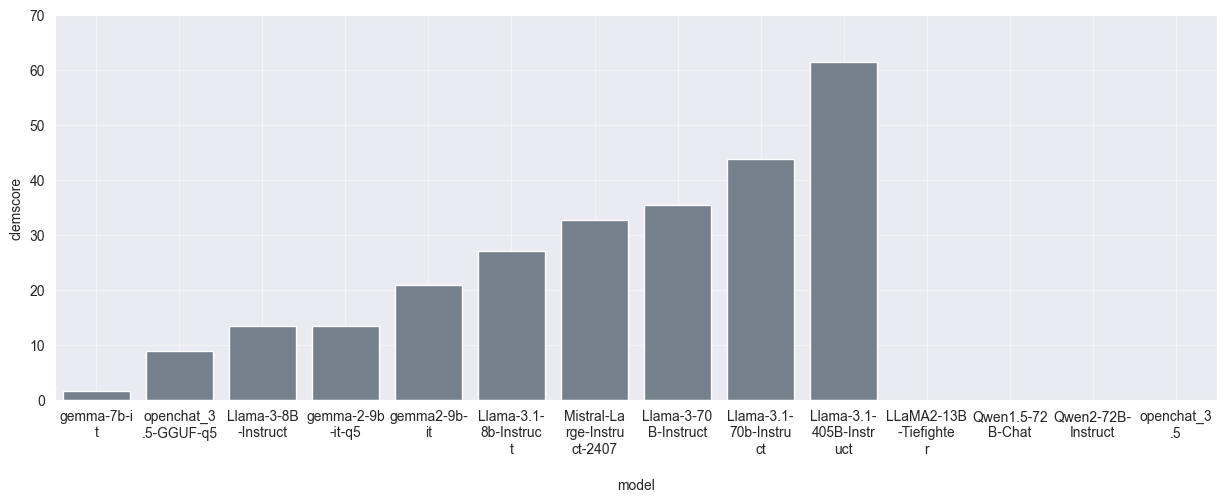 70
60
50
40
30
20
10
0
clemscore
gemma-7b-i
t
openchat_3
.5-GGUF-q5
Llama-3-8B
-Instruct
gemma-2-9b
-it-q5
gemma2-9b-
it
Llama-3.1-
8b-Instruc
t
Mistral-La
rge-Instru
ct-2407
Llama-3-70
B-Instruct
Llama-3.1-
70b-Instru
ct
Llama-3.1-
405B-Instr
uct
LLaMA2-13B
-Tiefighte
r
Qwen1.5-72
B-Chat
Qwen2-72B-
Instruct
openchat_3
.5
model